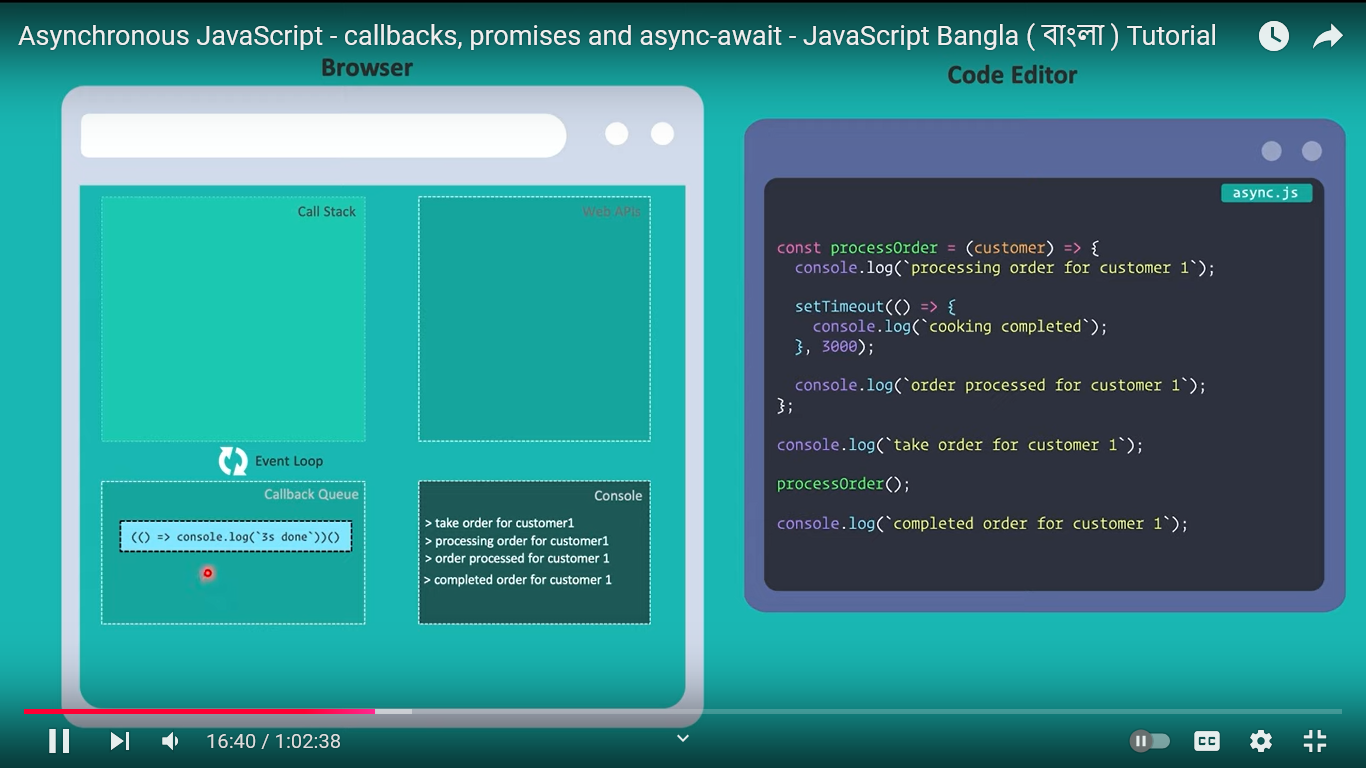 Asynchronous JavaScript - callbacks, promises and async-await - JavaScript Bangla ( বাংলা ) Tutorial
Browser
Call Stack
Web APIs
Event Loop
Callback Queue
(() => console.log(`3s done`))()
Console
> take order for customer1
> processing order for customer1
> order processed for customer 1
> completed order for customer 1
Code Editor
async.js
const processOrder = (customer) => {
  console.log(`processing order for customer 1`);
  setTimeout(() => {
    console.log(`cooking completed`);
  }, 3000);
  console.log(`order processed for customer 1`);
};
console.log(`take order for customer 1`);
processOrder();
console.log(`completed order for customer 1`);
16:40 / 1:02:38
CC